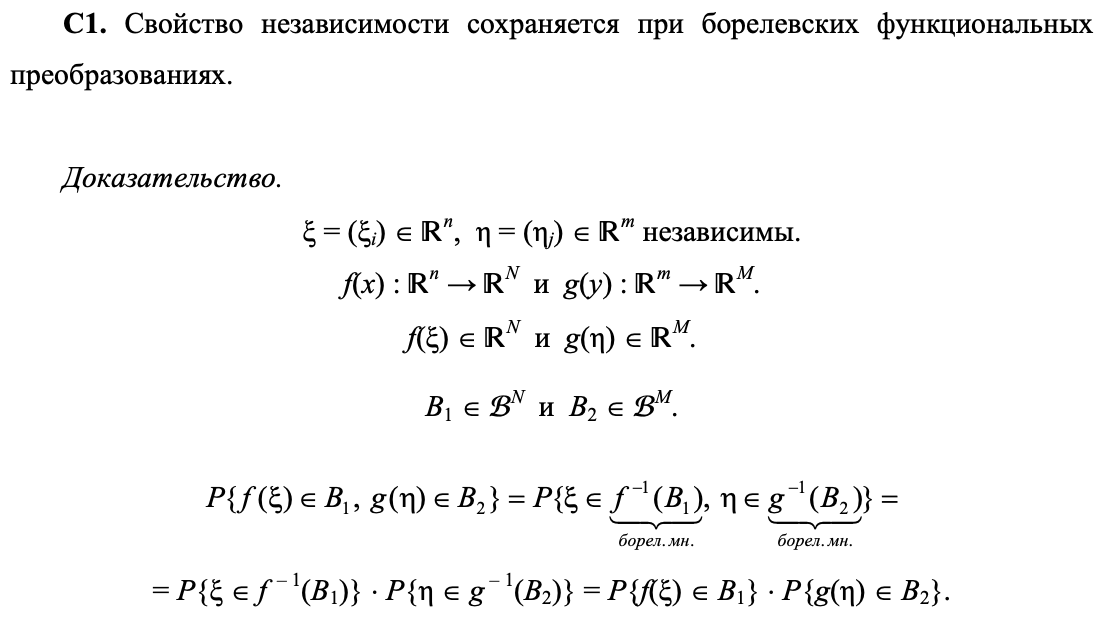 С1. Свойство независимости сохраняется при борелевских функциональных
преобразованиях.
Доказательство.
ξ = (ξᵢ) ∈ ℝⁿ, η = (ηⱼ) ∈ ℝᵐ независимы.
f(x) : ℝⁿ → ℝᴺ и g(y) : ℝᵐ → ℝᴹ.
f(ξ) ∈ ℝᴺ и g(η) ∈ ℝᴹ.
B₁ ∈ ℬᴺ и B₂ ∈ ℬᴹ.
P{f(ξ) ∈ B₁, g(η) ∈ B₂} = P{ξ ∈ f⁻¹(B₁), η ∈ g⁻¹(B₂)} =
борел.мн. борел.мн.
= P{ξ ∈ f⁻¹(B₁)} · P{η ∈ g⁻¹(B₂)} = P{f(ξ) ∈ B₁} · P{g(η) ∈ B₂}.